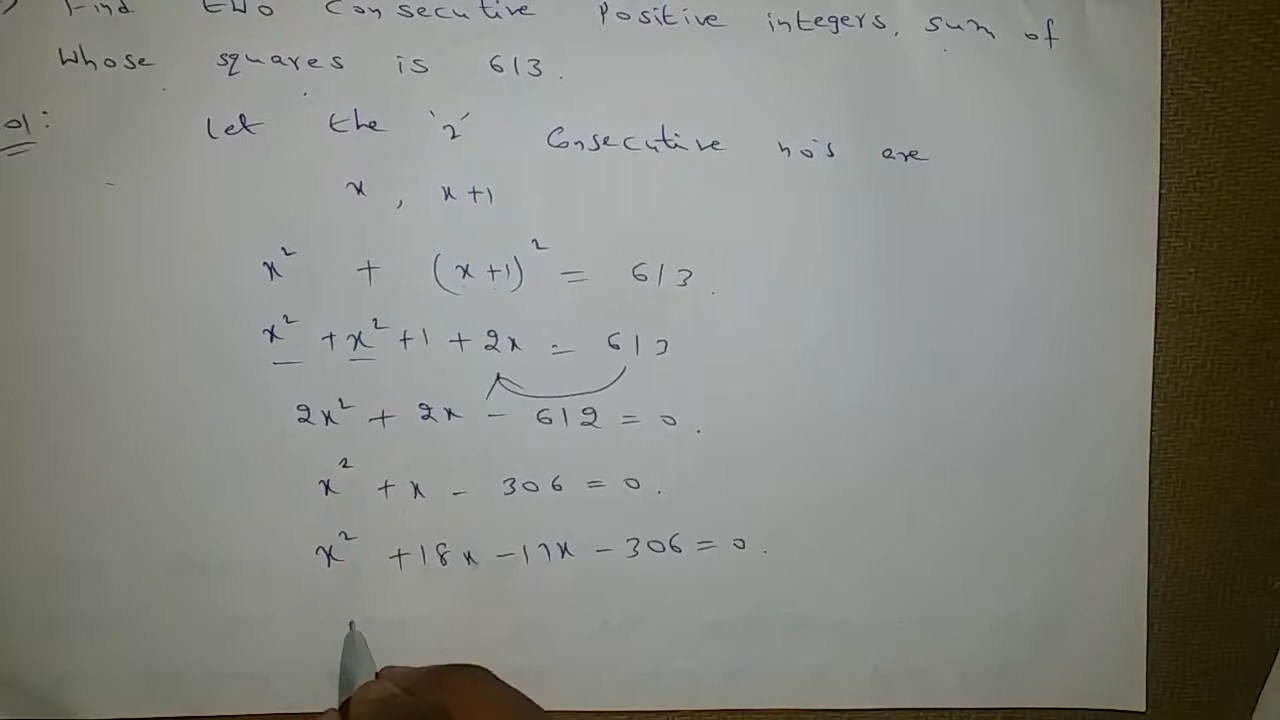 Find two Consecutive Positive integers, sum of
whose squares is 613.
ol: Let the '2' Consecutive no's are
x, x+1
x² + (x+1)² = 613.
x² + x² + 1 + 2x = 613
2x² + 2x - 612 = 0.
x² + x - 306 = 0.
x² + 18x - 17x - 306 = 0.